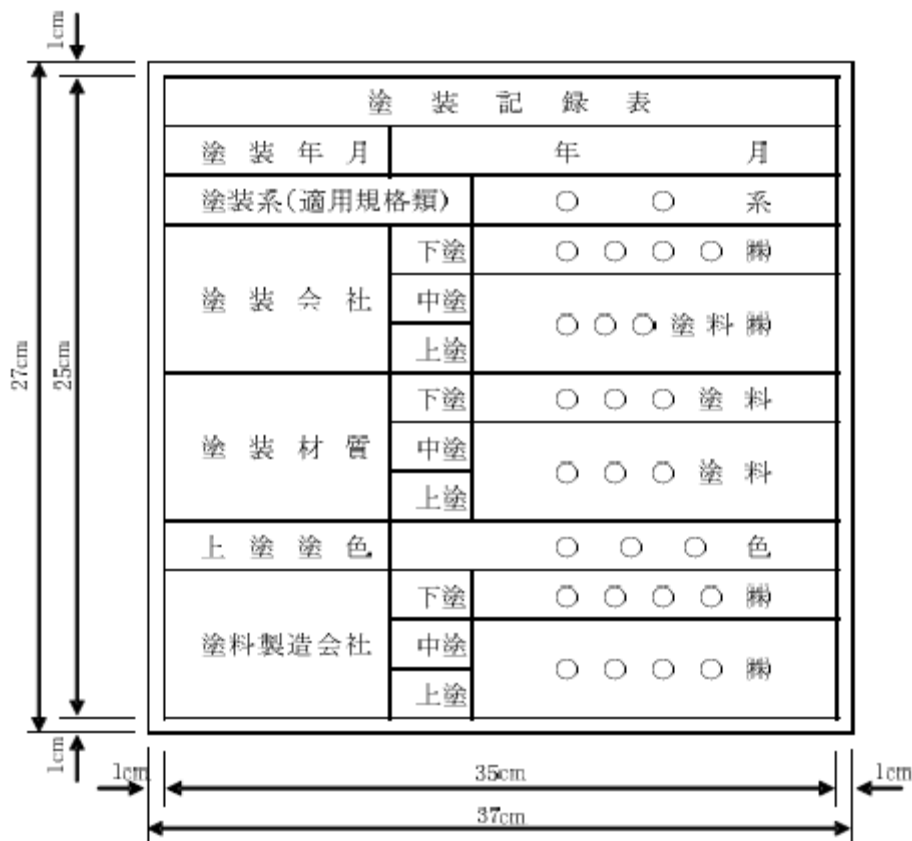 1cm
塗装記録表
塗装年月 年 月
塗装系(適用規格類) ○○系
塗装会社 下塗 ○○○○㈱
中塗 ○○○塗料㈱
上塗
塗装材質 下塗 ○○○塗料
中塗 ○○○塗料
上塗
上塗塗色 ○○○色
塗料製造会社 下塗 ○○○○㈱
中塗 ○○○○㈱
上塗
27cm
25cm
1cm
1cm
35cm
1cm
37cm